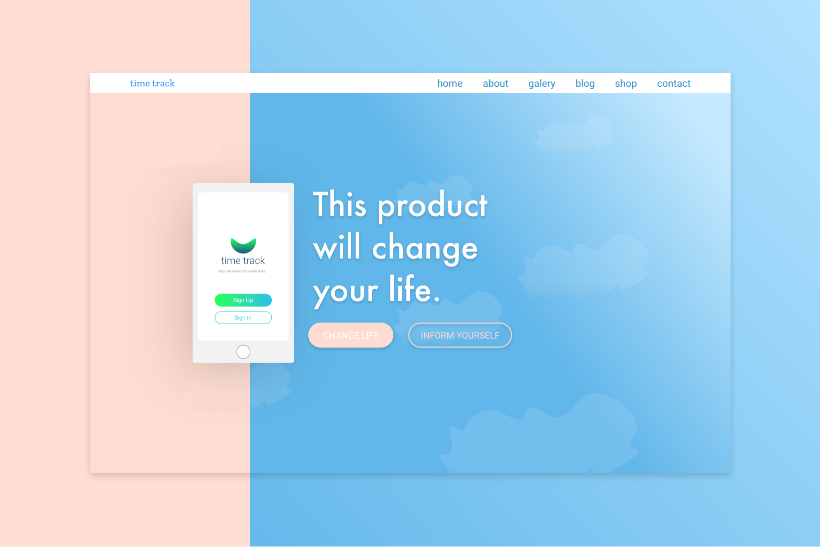 time track
home about galery blog shop contact
This product
will change
your life.
CHANGE LIFE
INFORM YOURSELF
time track
Sign Up
Sign In